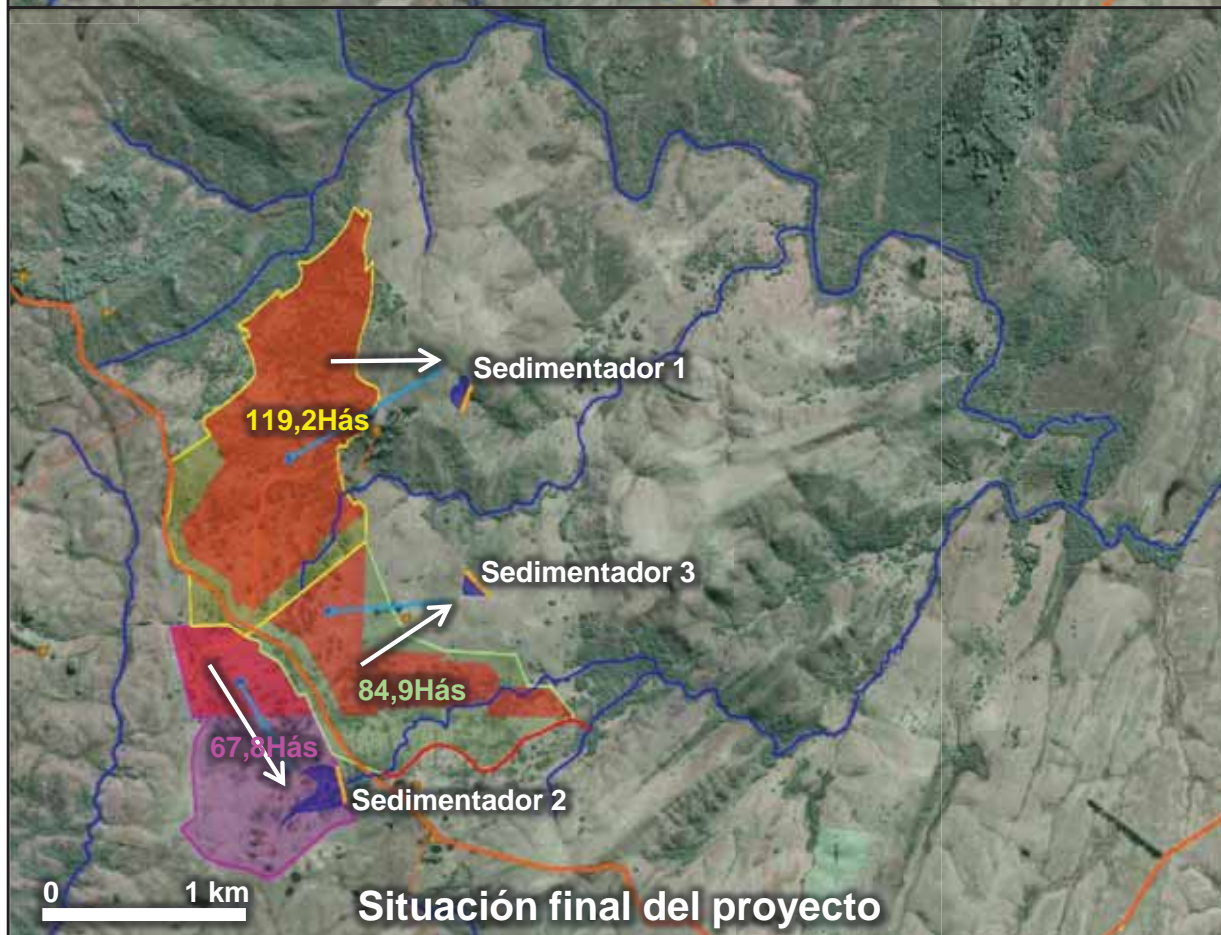 Sedimentador 1
119,2Hás
Sedimentador 3
84,9Hás
67,8Hás
Sedimentador 2
0 1 km
Situación final del proyecto